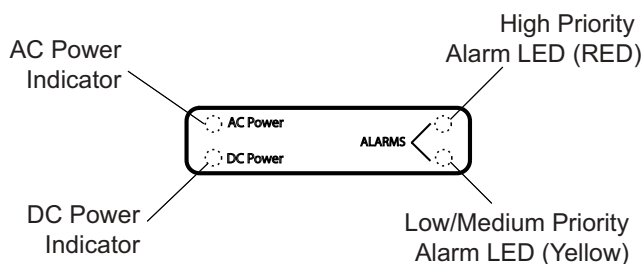 AC Power
Indicator
High Priority
Alarm LED (RED)
AC Power
ALARMS
DC Power
DC Power
Indicator
Low/Medium Priority
Alarm LED (Yellow)